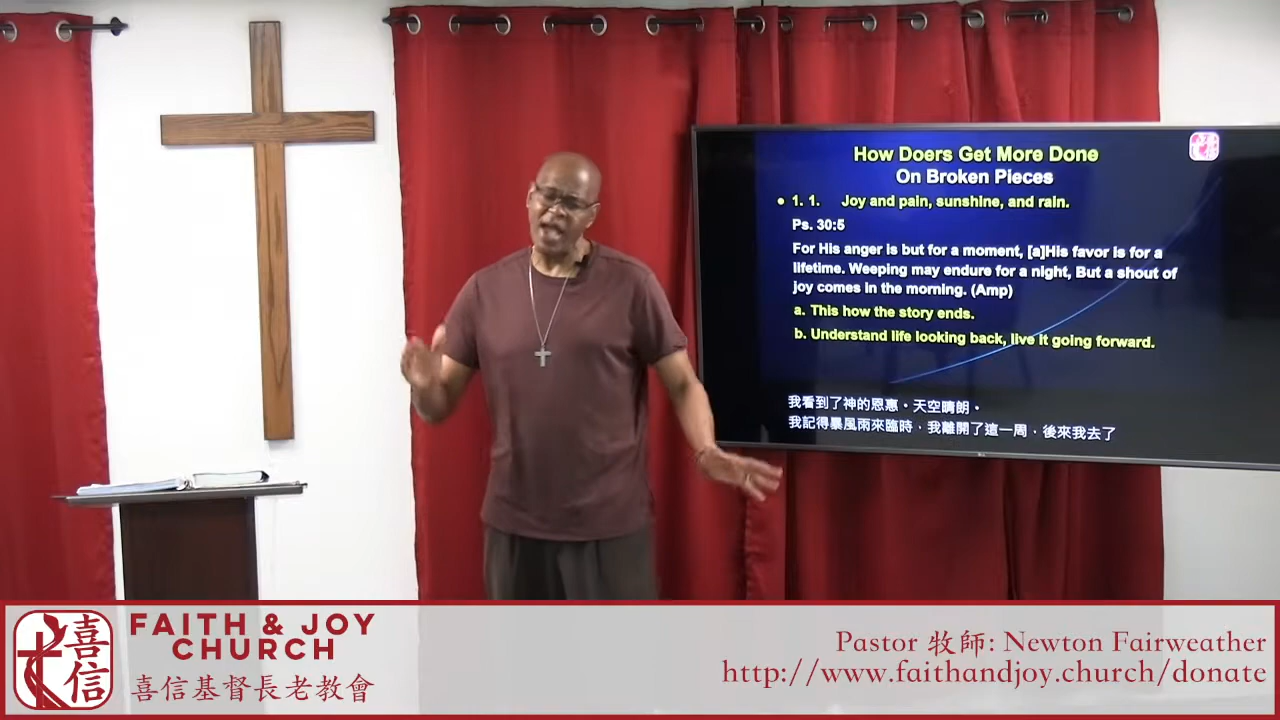 How Doers Get More Done
On Broken Pieces
• 1. 1. Joy and pain, sunshine, and rain.
Ps. 30:5
For His anger is but for a moment, [a]His favor is for a
lifetime. Weeping may endure for a night, But a shout of
joy comes in the morning. (Amp)
a. This how the story ends.
b. Understand life looking back, live it going forward.
我看到了神的恩惠。天空晴朗。
我記得暴風雨來臨時，我離開了這一周，後來我去了
喜信
FAITH & JOY
CHURCH
喜信基督長老教會
Pastor 牧師: Newton Fairweather
http://www.faithandjoy.church/donate